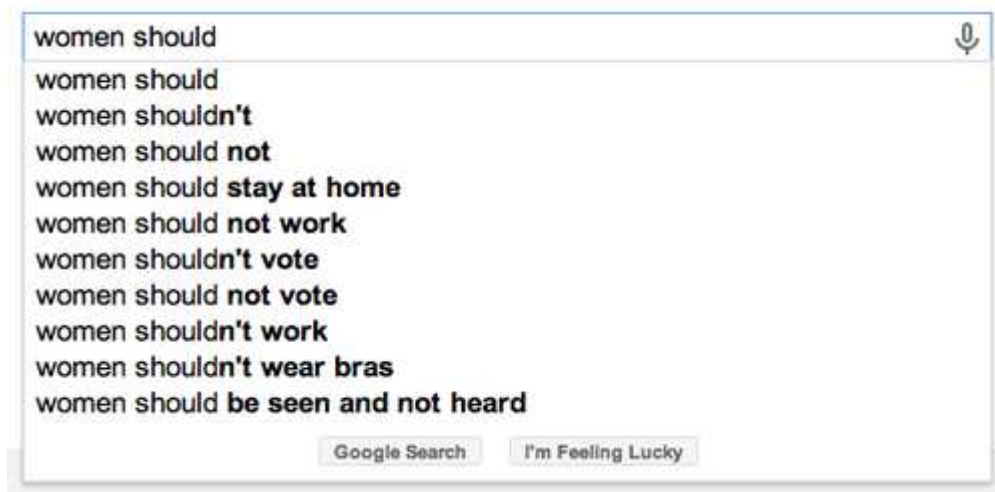 women should
women should
women shouldn't
women should not
women should stay at home
women should not work
women shouldn't vote
women should not vote
women shouldn't work
women shouldn't wear bras
women should be seen and not heard
Google Search I'm Feeling Lucky